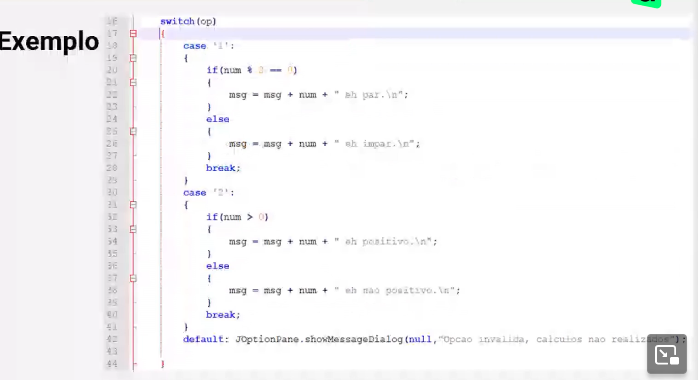 Exemplo
16 switch(op)
17 {
18 case '1':
19 {
20 if(num % 2 == 0)
21 {
22 msg = msg + num + " eh par.\n";
23 }
24 else
25 {
26 msg = msg + num + " eh impar.\n";
27 }
28 break;
29 }
30 case '2':
31 {
32 if(num > 0)
33 {
34 msg = msg + num + " eh positivo.\n";
35 }
36 else
37 {
38 msg = msg + num + " eh nao positivo.\n";
39 }
40 break;
41 }
42 default: JOptionPane.showMessageDialog(null,"Opcao invalida, calculos nao realizados");
43
44 }